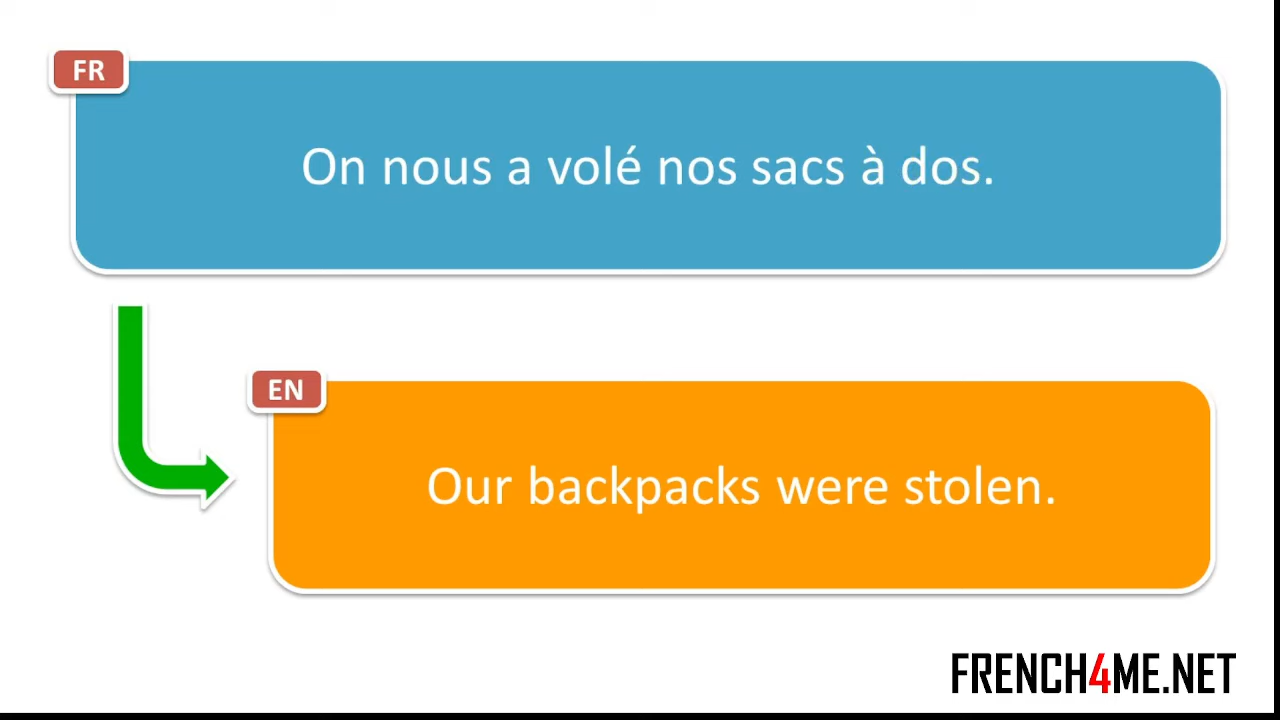 FR
On nous a volé nos sacs à dos.
EN
Our backpacks were stolen.
FRENCH4ME.NET